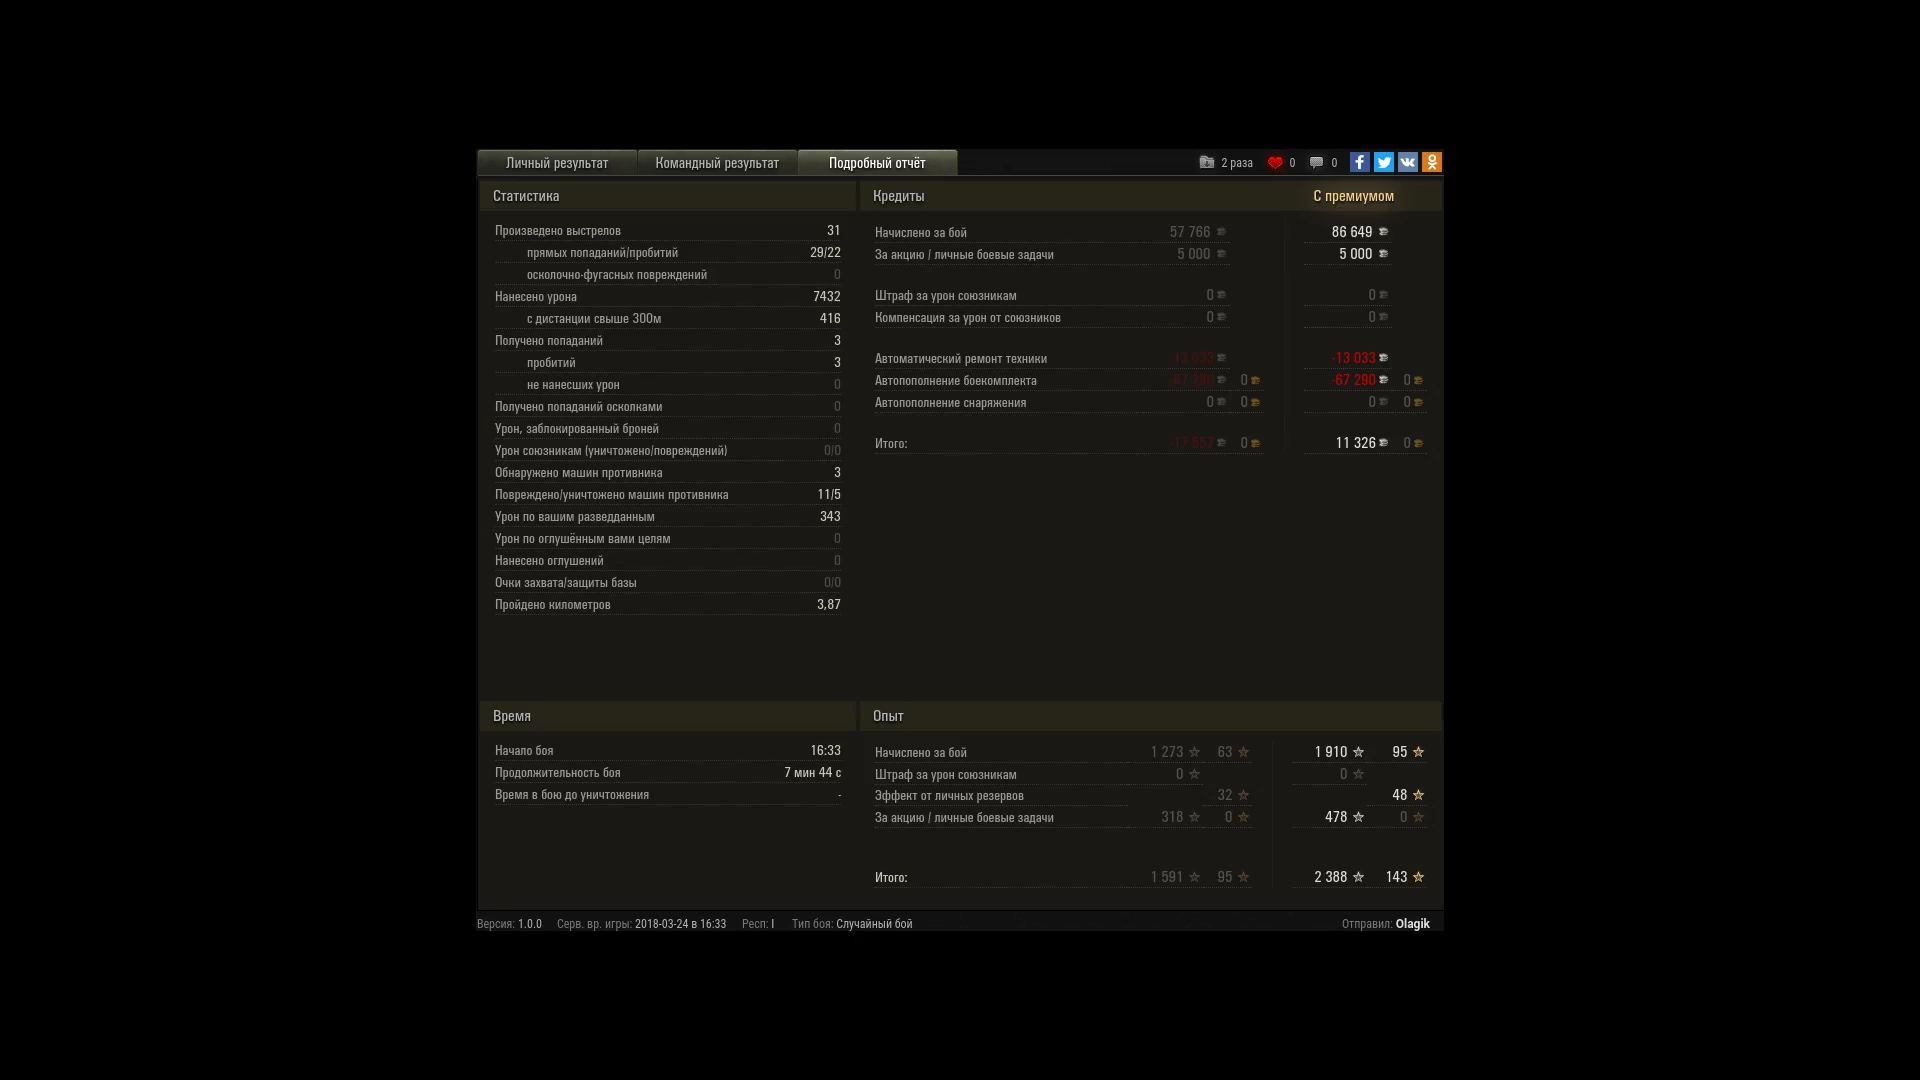 Личный результат Командный результат Подробный отчёт 2 раза 0 0
Статистика
Произведено выстрелов 31
прямых попаданий/пробитий 29/22
осколочно-фугасных повреждений 0
Нанесено урона 7432
с дистанции свыше 300м 416
Получено попаданий 3
пробитий 3
не нанесших урон 0
Получено попаданий осколками 0
Урон, заблокированный броней 0
Урон союзникам (уничтожено/повреждений) 0/0
Обнаружено машин противника 3
Повреждено/уничтожено машин противника 11/5
Урон по вашим разведданным 343
Урон по оглушённым вами целям 0
Нанесено оглушений 0
Очки захвата/защиты базы 0/0
Пройдено километров 3,87
Кредиты С премиумом
Начислено за бой 57 766 86 649
За акцию / личные боевые задачи 5 000 5 000
Штраф за урон союзникам 0 0
Компенсация за урон от союзников 0 0
Автоматический ремонт техники -13 033 -13 033
Автопополнение боекомплекта -67 290 0 -67 290 0
Автопополнение снаряжения 0 0 0 0
Итого: -17 557 0 11 326 0
Время
Начало боя 16:33
Продолжительность боя 7 мин 44 с
Время в бою до уничтожения -
Опыт
Начислено за бой 1 273 63 1 910 95
Штраф за урон союзникам 0 0
Эффект от личных резервов 32 48
За акцию / личные боевые задачи 318 0 478 0
Итого: 1 591 95 2 388 143
Версия: 1.0.0 Серв. вр. игры: 2018-03-24 в 16:33 Респ: I Тип боя: Случайный бой Отправил: Olagik